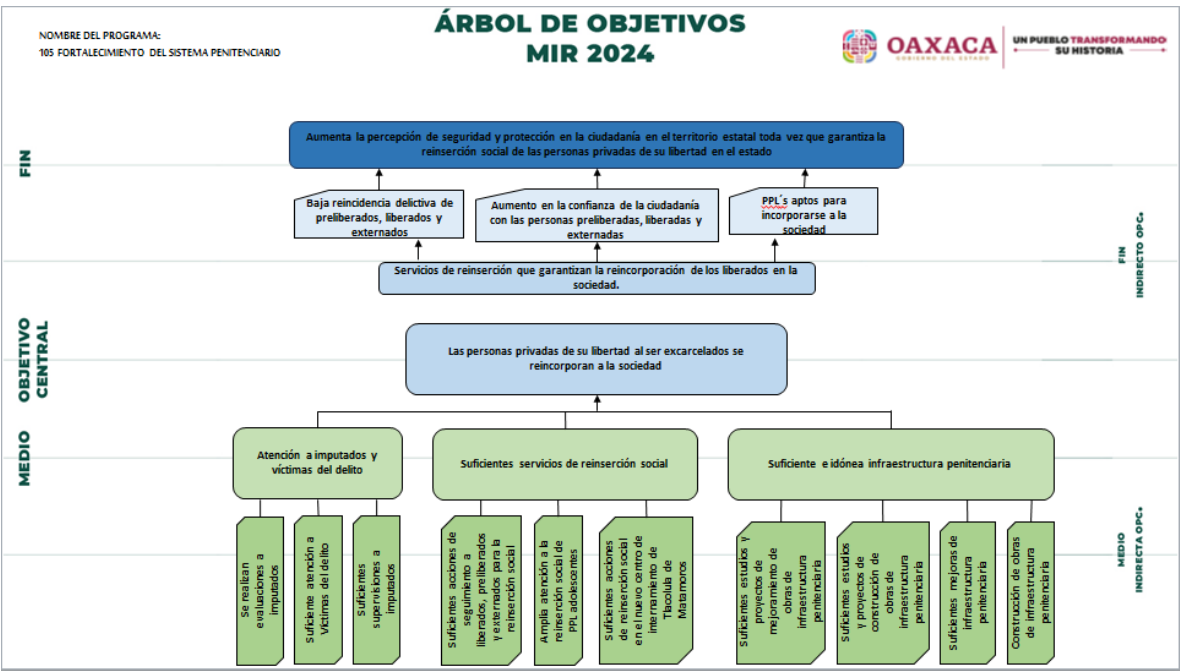 NOMBRE DEL PROGRAMA:
105 FORTALECIMIENTO DEL SISTEMA PENITENCIARIO
ÁRBOL DE OBJETIVOS
MIR 2024
OAXACA
GOBIERNO DEL ESTADO
UN PUEBLO TRANSFORMANDO
SU HISTORIA
FIN
Aumenta la percepción de seguridad y protección en la ciudadanía en el territorio estatal toda vez que garantiza la
reinserción social de las personas privadas de su libertad en el estado
Baja reincidencia delictiva de
preliberados, liberados y
externados
Aumento en la confianza de la ciudadanía
con las personas preliberadas, liberadas y
externadas
PPL´s aptos para
incorporarse a la
sociedad
FIN
INDIRECTO OPC.
Servicios de reinserción que garantizan la reincorporación de los liberados en la
sociedad.
OBJETIVO
CENTRAL
Las personas privadas de su libertad al ser excarcelados se
reincorporan a la sociedad
MEDIO
Atención a imputados y
víctimas del delito
Suficientes servicios de reinserción social
Suficiente e idónea infraestructura penitenciaria
MEDIO
INDIRECTA OPC.
Se realizan
evaluaciones a
imputados
Suficiente atención a
Víctimas del delito
Suficientes
supervisiones a
imputados
Suficientes acciones de
seguimiento a
liberados, preliberados
y externados para la
reinserción social
Amplia atención a la
reinserción social de
PPL adolescentes
Suficientes acciones
de reinserción social
en el nuevo centro de
internamiento de
Tlacolula de
Matamoros
Suficientes estudios y
proyectos de
mejoramiento de
obras de
infraestructura
penitenciaria
Suficientes estudios
y proyectos de
construcción de
obras de
infraestructura
penitenciaria
Suficientes mejoras de
infraestructura
penitenciaria
Construcción de obras
de infraestructura
penitenciaria